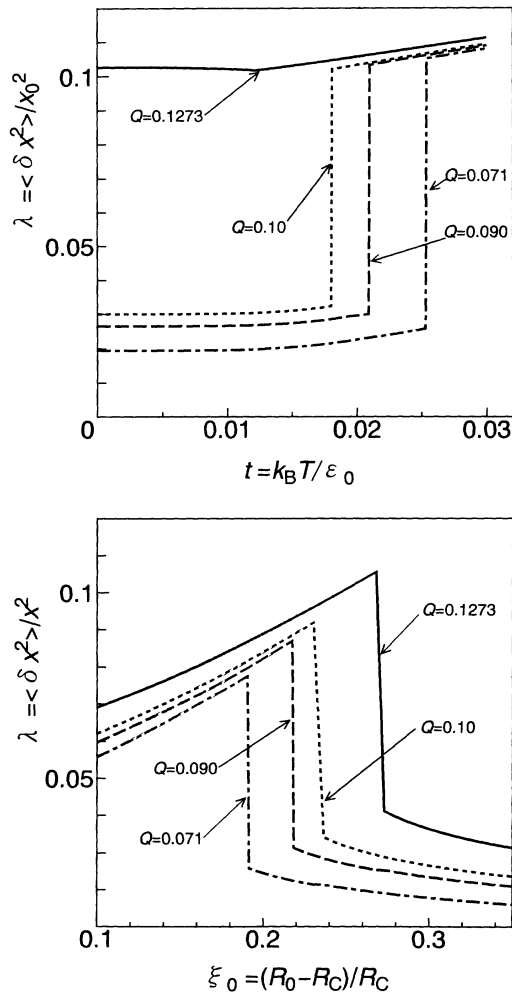 λ =<δ x²>/x₀²
0.1
0.05
Q=0.1273
Q=0.10
Q=0.071
Q=0.090
0
0.01
0.02
0.03
t=k_BT/ε₀
λ =<δ x²>/x²
0.1
0.05
Q=0.1273
Q=0.10
Q=0.090
Q=0.071
0.1
0.2
0.3
ξ₀=(R₀−R_C)/R_C